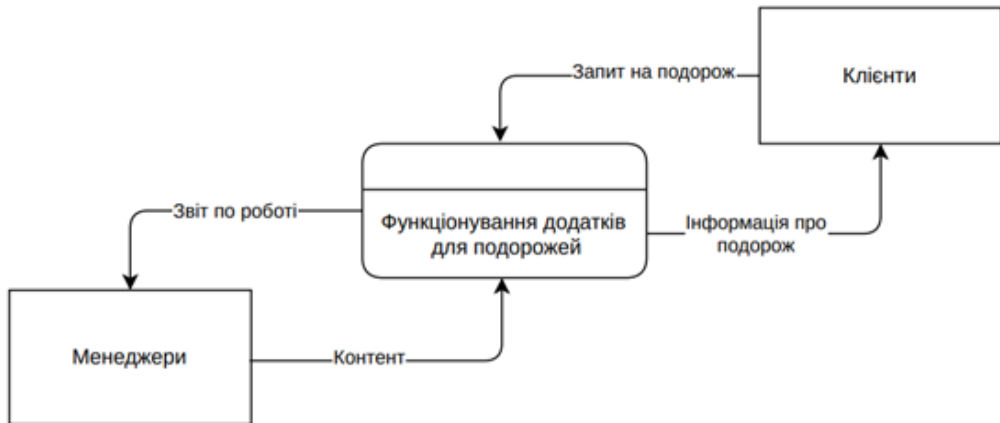 Запит на подорож
Клієнти
Звіт по роботі
Функціонування додатків
для подорожей
Інформація про
подорож
Менеджери
Контент